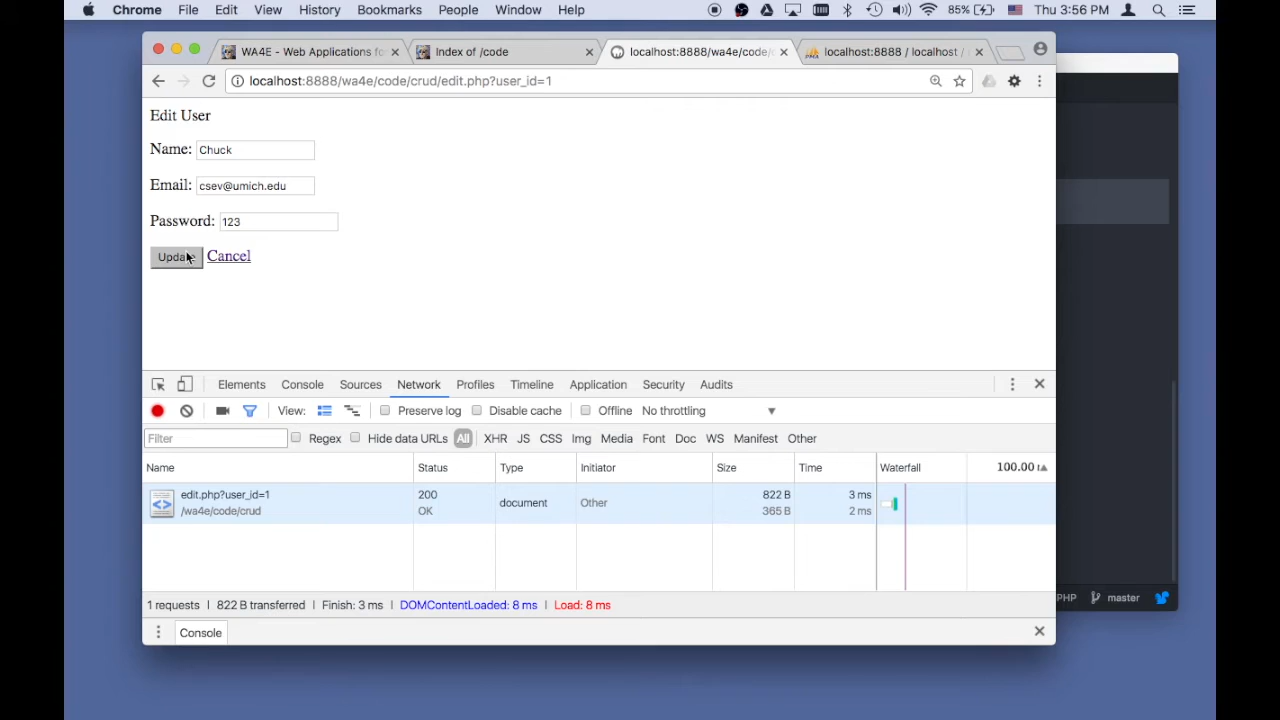 Chrome File Edit View History Bookmarks People Window Help 85% Thu 3:56 PM
WA4E - Web Applications fo Index of /code localhost:8888/wa4e/code/ localhost:8888 / localhost /
localhost:8888/wa4e/code/crud/edit.php?user_id=1
Edit User
Name: Chuck
Email: csev@umich.edu
Password: 123
Update Cancel
Elements Console Sources Network Profiles Timeline Application Security Audits
View: Preserve log Disable cache Offline No throttling
Filter Regex Hide data URLs All XHR JS CSS Img Media Font Doc WS Manifest Other
Name Status Type Initiator Size Time Waterfall 100.00
edit.php?user_id=1 200 document Other 822 B 3 ms
/wa4e/code/crud OK 365 B 2 ms
1 requests | 822 B transferred | Finish: 3 ms | DOMContentLoaded: 8 ms | Load: 8 ms
PHP master
Console